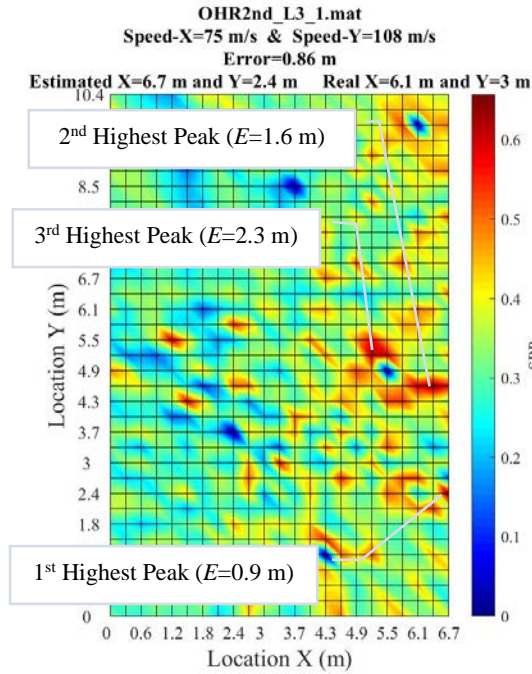 OHR2nd_L3_1.mat
Speed-X=75 m/s & Speed-Y=108 m/s
Error=0.86 m
Estimated X=6.7 m and Y=2.4 m Real X=6.1 m and Y=3 m
10.4
2nd Highest Peak (E=1.6 m)
8.5
3rd Highest Peak (E=2.3 m)
6.7
6.1
5.5
4.9
4.3
3.7
3
2.4
1.8
1st Highest Peak (E=0.9 m)
0
Location Y (m)
0 0.6 1.2 1.8 2.4 3 3.7 4.3 4.9 5.5 6.1 6.7
Location X (m)
0.6
0.5
0.4
0.3
0.2
0.1
0